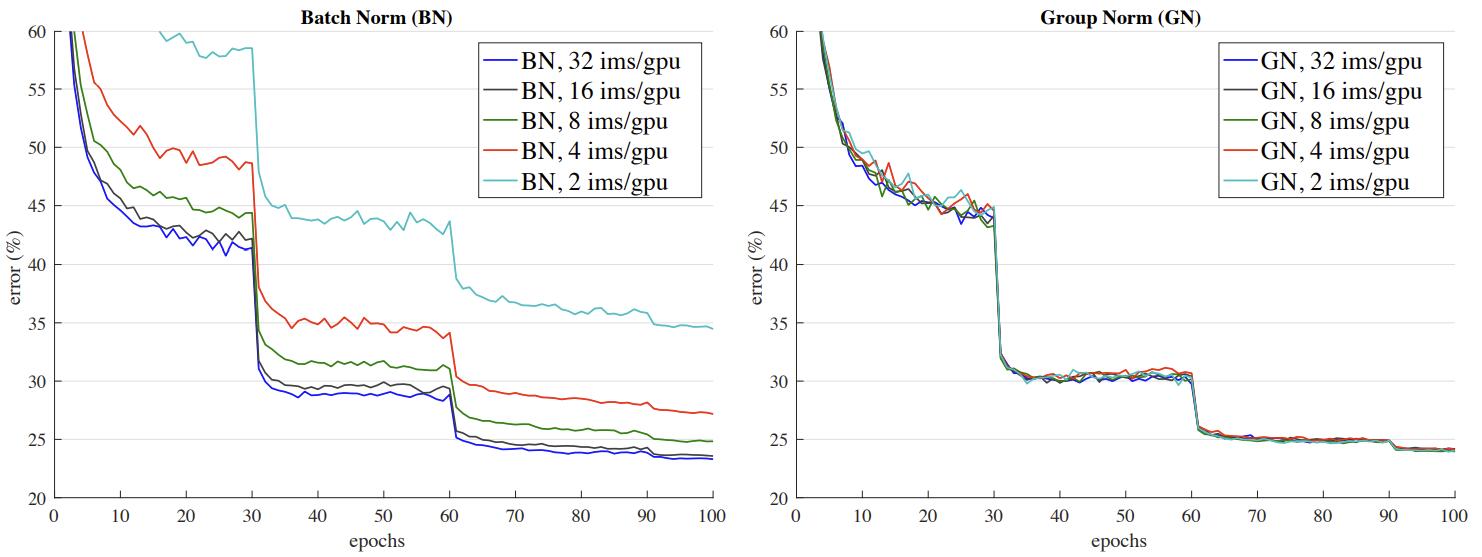 Batch Norm (BN)
60
55
50
45
40
35
30
25
20
error (%)
BN, 32 ims/gpu
BN, 16 ims/gpu
BN, 8 ims/gpu
BN, 4 ims/gpu
BN, 2 ims/gpu
0 10 20 30 40 50 60 70 80 90 100
epochs
Group Norm (GN)
60
55
50
45
40
35
30
25
20
error (%)
GN, 32 ims/gpu
GN, 16 ims/gpu
GN, 8 ims/gpu
GN, 4 ims/gpu
GN, 2 ims/gpu
0 10 20 30 40 50 60 70 80 90 100
epochs